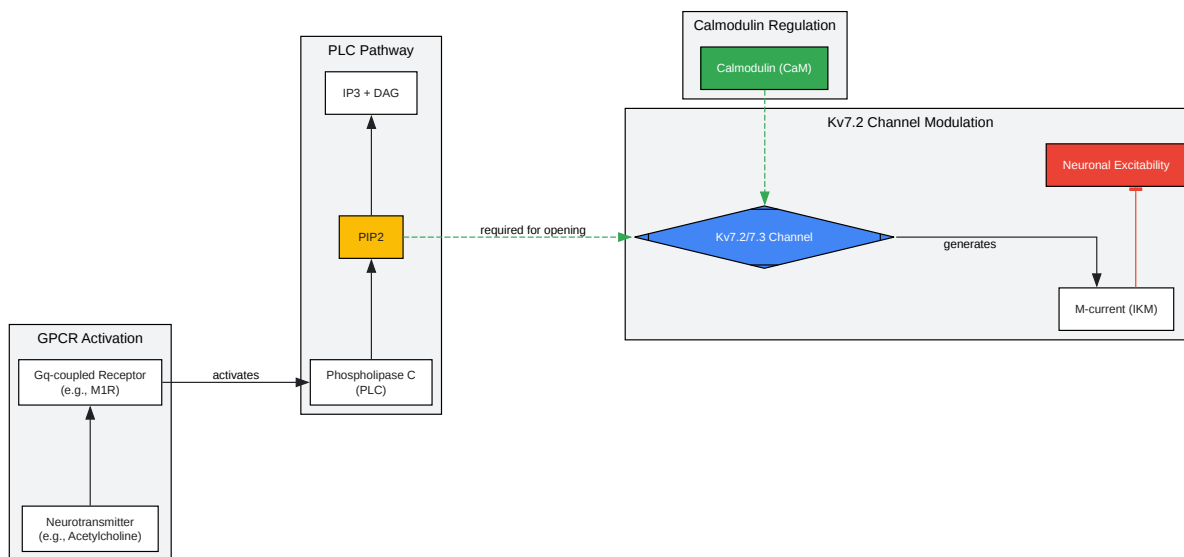 Calmodulin Regulation
Calmodulin (CaM)
PLC Pathway
IP3 + DAG
PIP2
required for opening
Phospholipase C
(PLC)
Kv7.2 Channel Modulation
Neuronal Excitability
Kv7.2/7.3 Channel
generates
M-current (IKM)
GPCR Activation
Gq-coupled Receptor
(e.g., M1R)
activates
Neurotransmitter
(e.g., Acetylcholine)